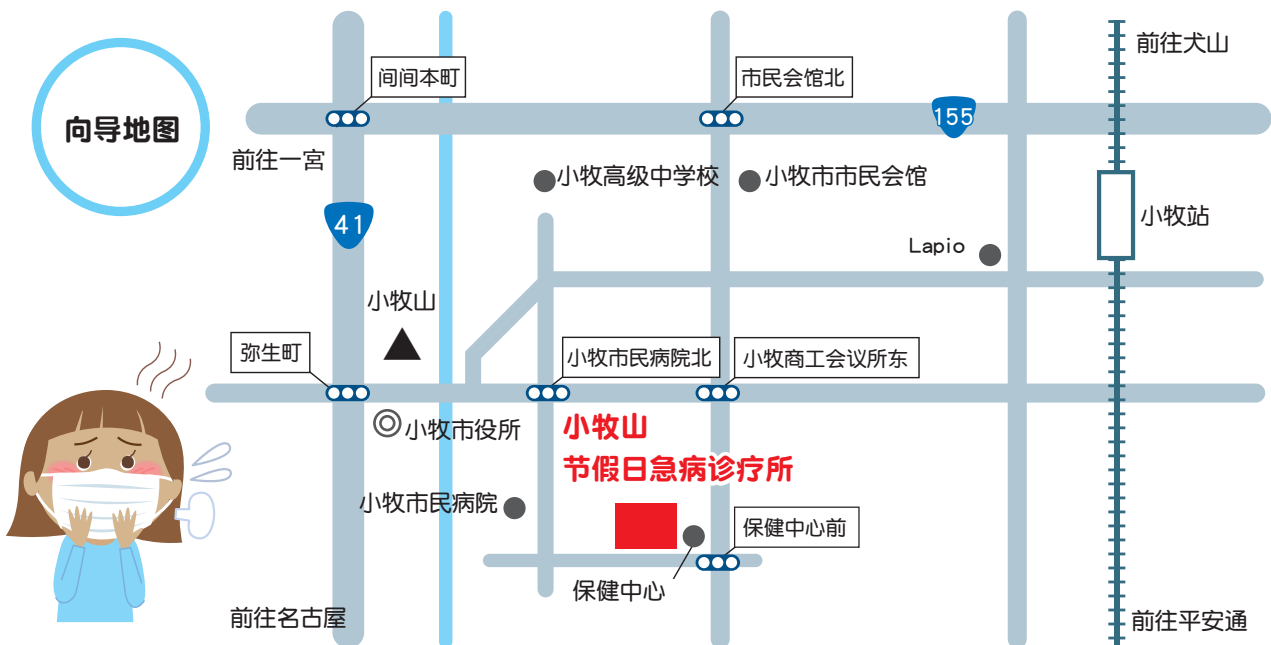 向导地图
间间本町
市民会馆北
155
前往犬山
前往一宮
小牧高级中学校
小牧市市民会馆
41
小牧站
Lapio
小牧山
弥生町
小牧市民病院北
小牧商工会议所东
小牧市役所
小牧山
节假日急病诊疗所
小牧市民病院
保健中心前
保健中心
前往名古屋
前往平安通